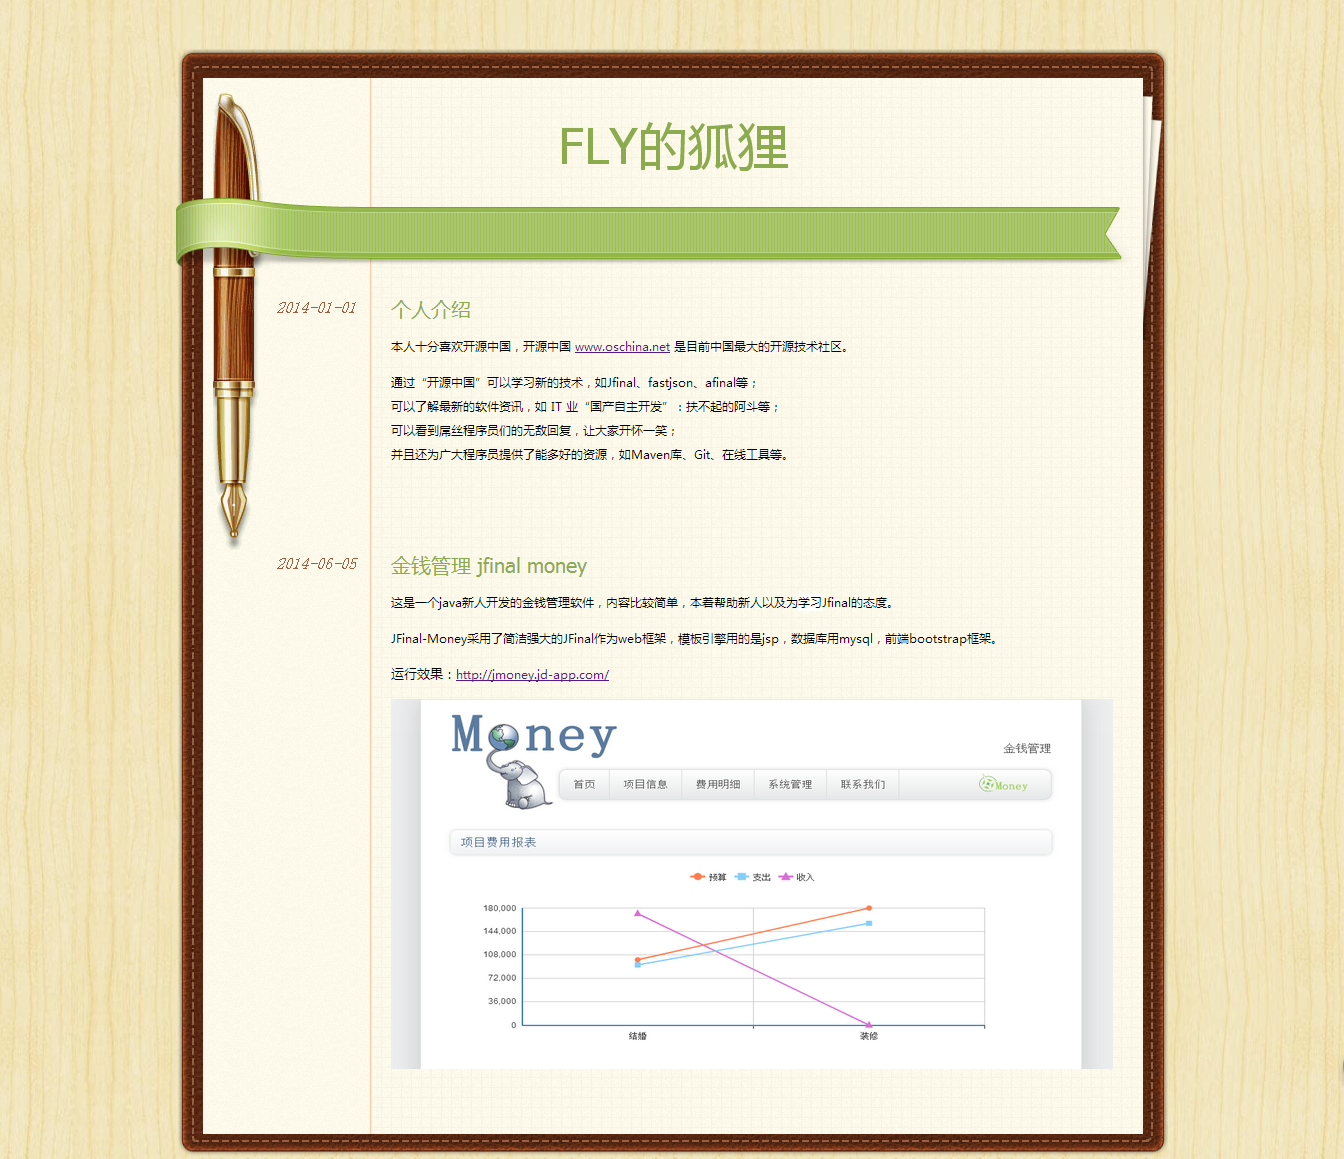 FLY的狐狸
2014-01-01
个人介绍
本人十分喜欢开源中国，开源中国 www.oschina.net 是目前中国最大的开源技术社区。
通过“开源中国”可以学习新的技术，如Jfinal、fastjson、afinal等；
可以了解最新的软件资讯，如 IT 业“国产自主开发”：扶不起的阿斗等；
可以看到屌丝程序员们的无敌回复，让大家开怀一笑；
并且还为广大程序员提供了能多好的资源，如Maven库、Git、在线工具等。
2014-06-05
金钱管理 jfinal money
这是一个java新人开发的金钱管理软件，内容比较简单，本着帮助新人以及为学习Jfinal的态度。
JFinal-Money采用了简洁强大的JFinal作为web框架，模板引擎用的是jsp，数据库用mysql，前端bootstrap框架。
运行效果：http://jmoney.jd-app.com/
Money
金钱管理
首页 项目信息 费用明细 系统管理 联系我们 Money
项目费用报表
预算 支出 收入
180,000
144,000
108,000
72,000
36,000
0
结婚 装修